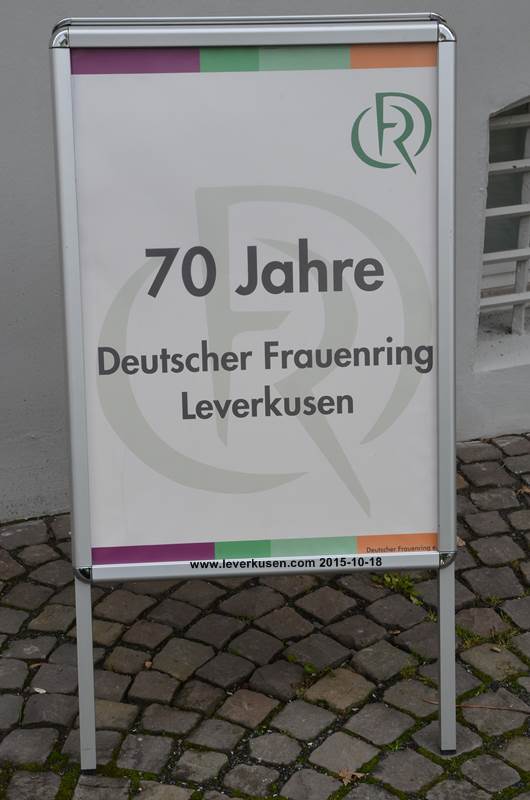 70 Jahre
Deutscher Frauenring
Leverkusen
Deutscher Frauenring
www.leverkusen.com 2015-10-18